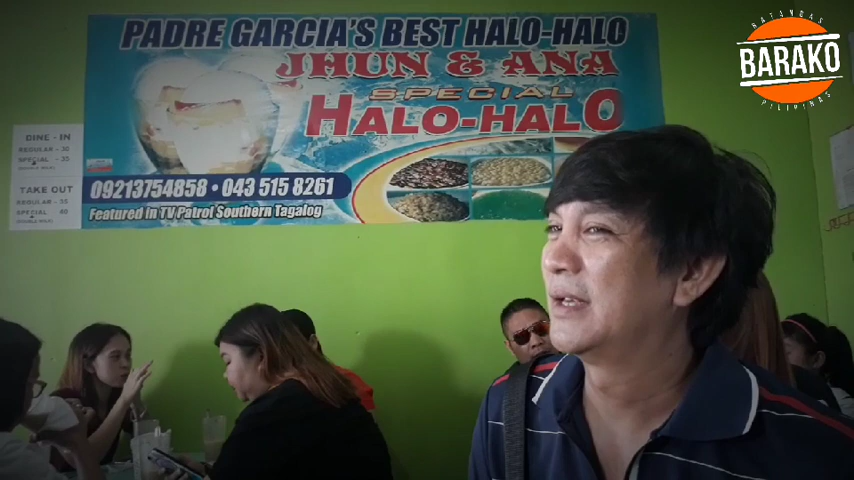 PADRE GARCIA'S BEST HALO-HALO
JHUN & ANA
SPECIAL
HALO-HALO
09213754858 • 043 515 8261
Featured in TV Patrol Southern Tagalog
DINE - IN
REGULAR - 30
SPECIAL - 35
TAKE OUT
REGULAR - 35
SPECIAL - 40
BATANGAS
BARAKO
PILIPINAS